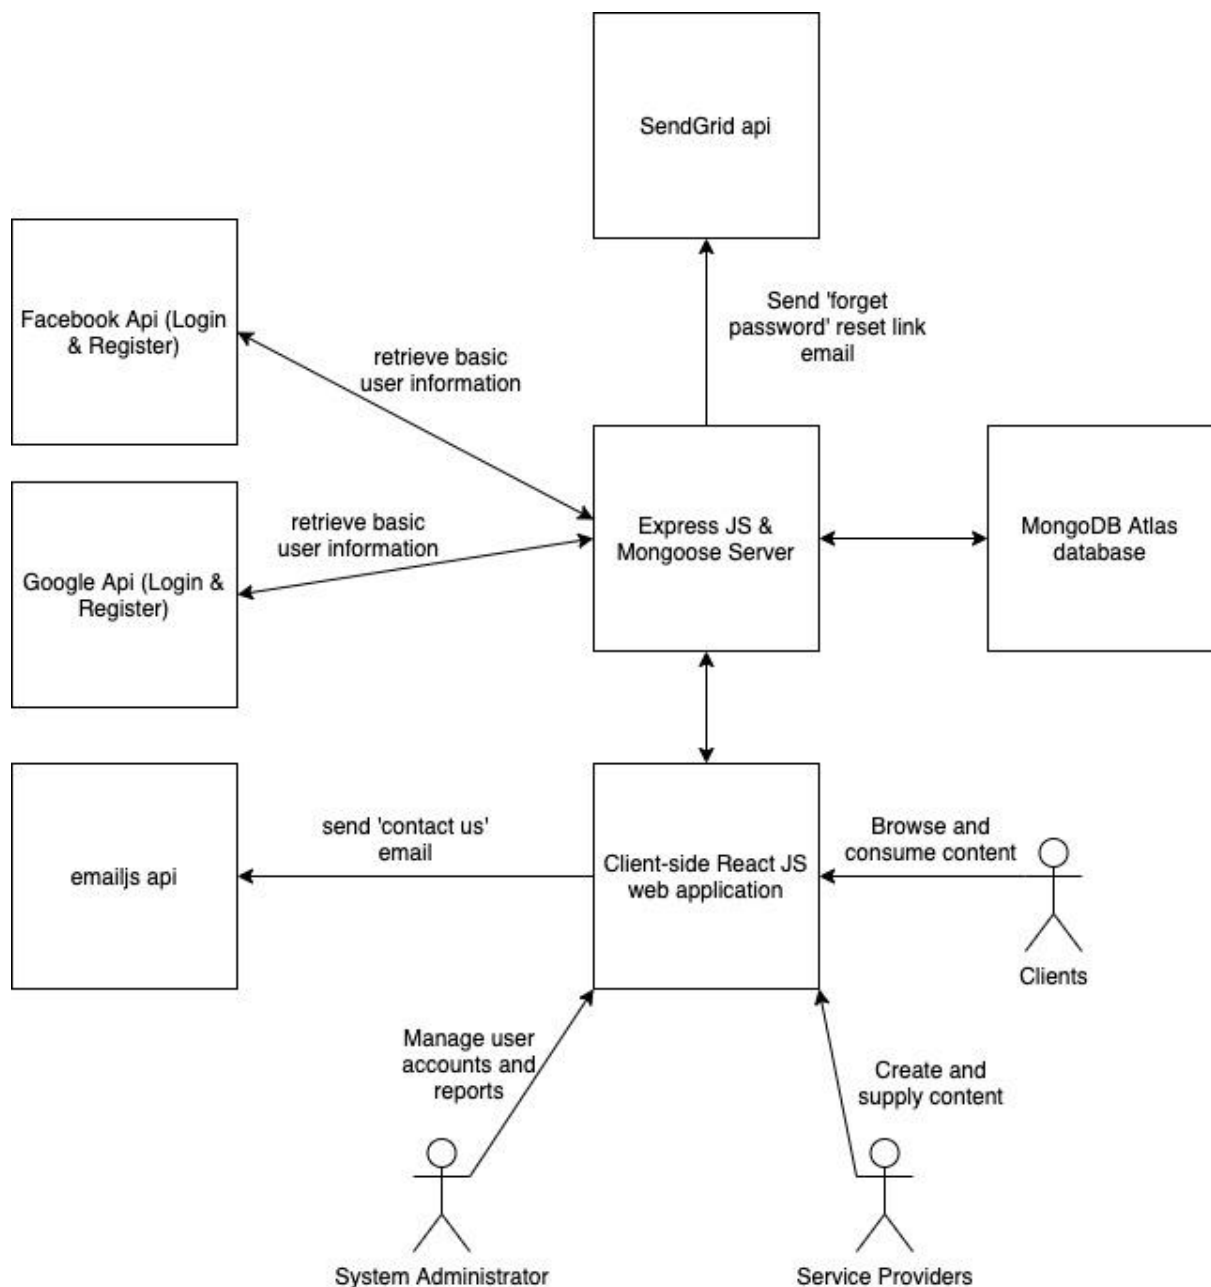 SendGrid api
Send 'forget
password' reset link
email
Facebook Api (Login
& Register)
retrieve basic
user information
Google Api (Login &
Register)
retrieve basic
user information
Express JS &
Mongoose Server
MongoDB Atlas
database
emailjs api
send 'contact us'
email
Client-side React JS
web application
Browse and
consume content
Clients
Manage user
accounts and
reports
Create and
supply content
System Administrator
Service Providers